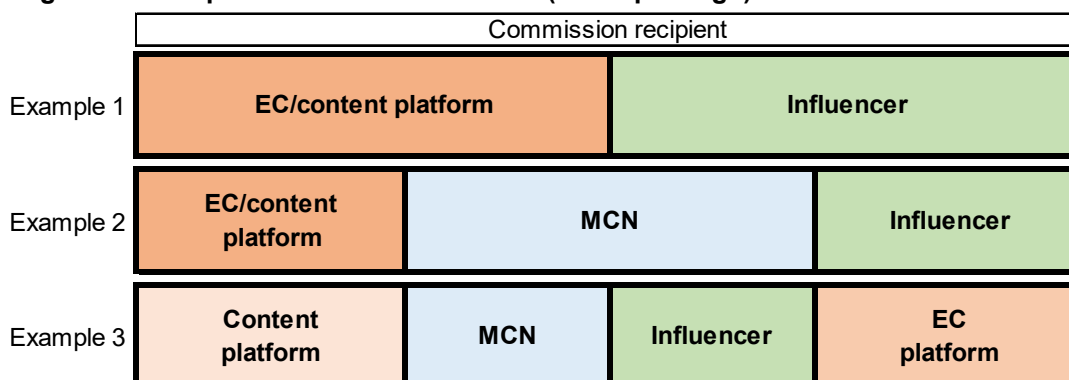 Commission recipient
Example 1
EC/content platform
Influencer
Example 2
EC/content
platform
MCN
Influencer
Example 3
Content
platform
MCN
Influencer
EC
platform